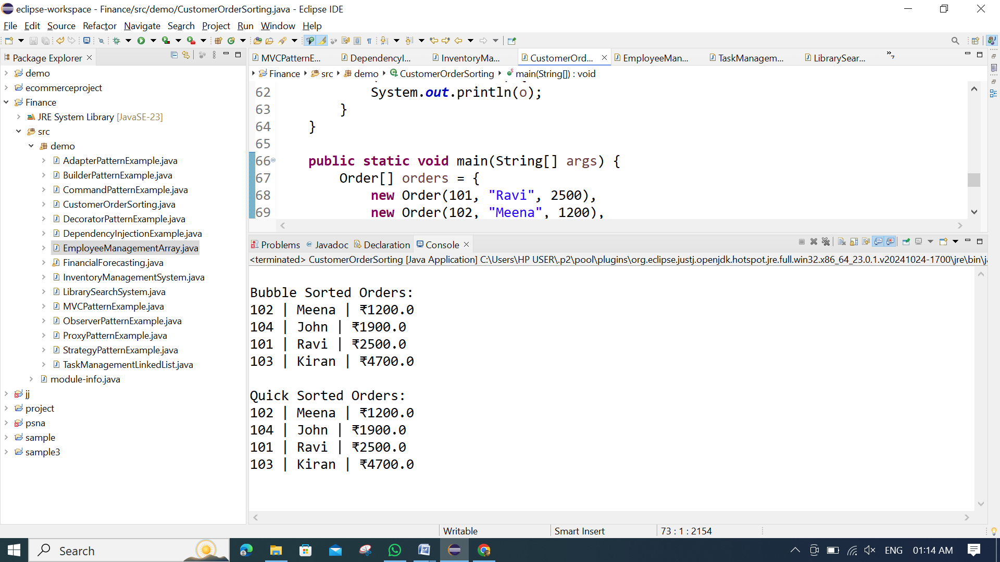 eclipse-workspace - Finance/src/demo/CustomerOrderSorting.java - Eclipse IDE
File Edit Source Refactor Navigate Search Project Run Window Help
Package Explorer
demo
ecommerceproject
Finance
JRE System Library [JavaSE-23]
src
demo
AdapterPatternExample.java
BuilderPatternExample.java
CommandPatternExample.java
CustomerOrderSorting.java
DecoratorPatternExample.java
DependencyInjectionExample.java
EmployeeManagementArray.java
FinancialForecasting.java
InventoryManagementSystem.java
LibrarySearchSystem.java
MVCPatternExample.java
ObserverPatternExample.java
ProxyPatternExample.java
StrategyPatternExample.java
TaskManagementLinkedList.java
module-info.java
jj
project
psna
sample
sample3
MVCPatternE... DependencyI... InventoryMa... CustomerOrd... EmployeeMan... TaskManagem... LibrarySear... »7
Finance src demo CustomerOrderSorting main(String[]) : void
62 System.out.println(o);
63 }
64 }
65
66 public static void main(String[] args) {
67 Order[] orders = {
68 new Order(101, "Ravi", 2500),
69 new Order(102, "Meena", 1200),
Problems Javadoc Declaration Console
<terminated> CustomerOrderSorting [Java Application] C:\Users\HP USER\.p2\pool\plugins\org.eclipse.justj.openjdk.hotspot.jre.full.win32.x86_64_23.0.1.v20241024-1700\jre\bin\j
Bubble Sorted Orders:
102 | Meena | ₹1200.0
104 | John | ₹1900.0
101 | Ravi | ₹2500.0
103 | Kiran | ₹4700.0
Quick Sorted Orders:
102 | Meena | ₹1200.0
104 | John | ₹1900.0
101 | Ravi | ₹2500.0
103 | Kiran | ₹4700.0
Writable Smart Insert 73 : 1 : 2154
Search ENG 01:14 AM